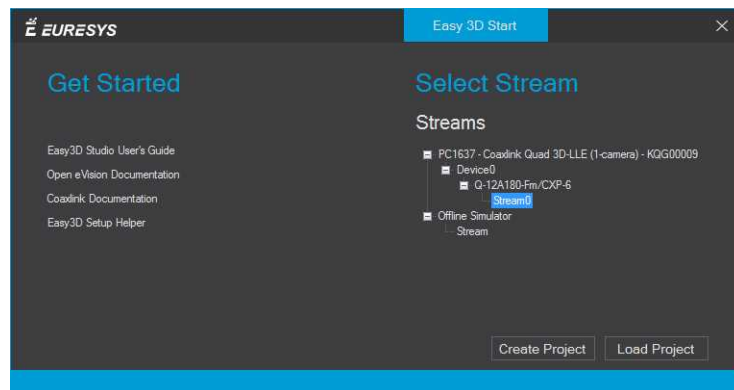 EURESYS
Easy 3D Start
Get Started
Easy3D Studio User's Guide
Open eVision Documentation
Coaxlink Documentation
Easy3D Setup Helper
Select Stream
Streams
PC1637 - Coaxlink Quad 3D-LLE (1-camera) - KQG00009
Device0
Q-12A180-Fm/CXP-6
Stream0
Offline Simulator
Stream
Create Project
Load Project